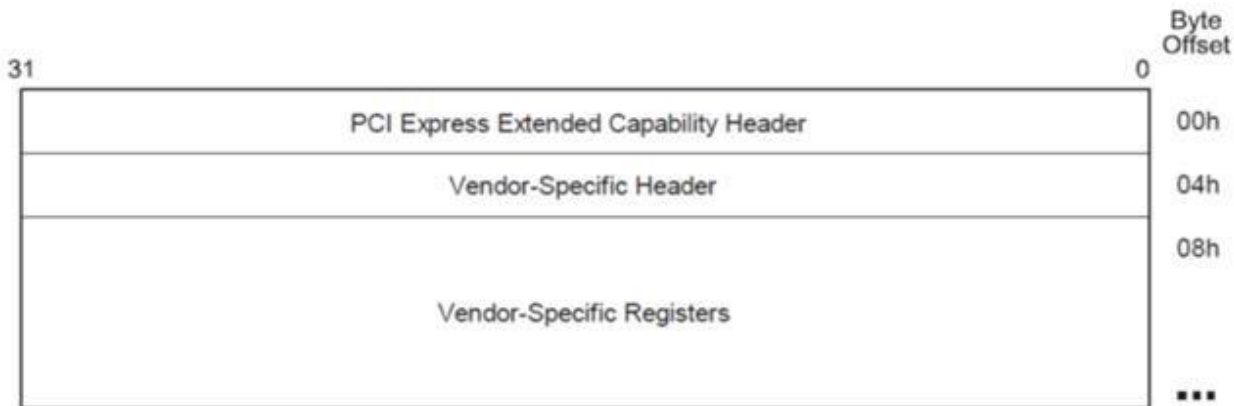 Byte
Offset
31 0
PCI Express Extended Capability Header 00h
Vendor-Specific Header 04h
08h
Vendor-Specific Registers
...